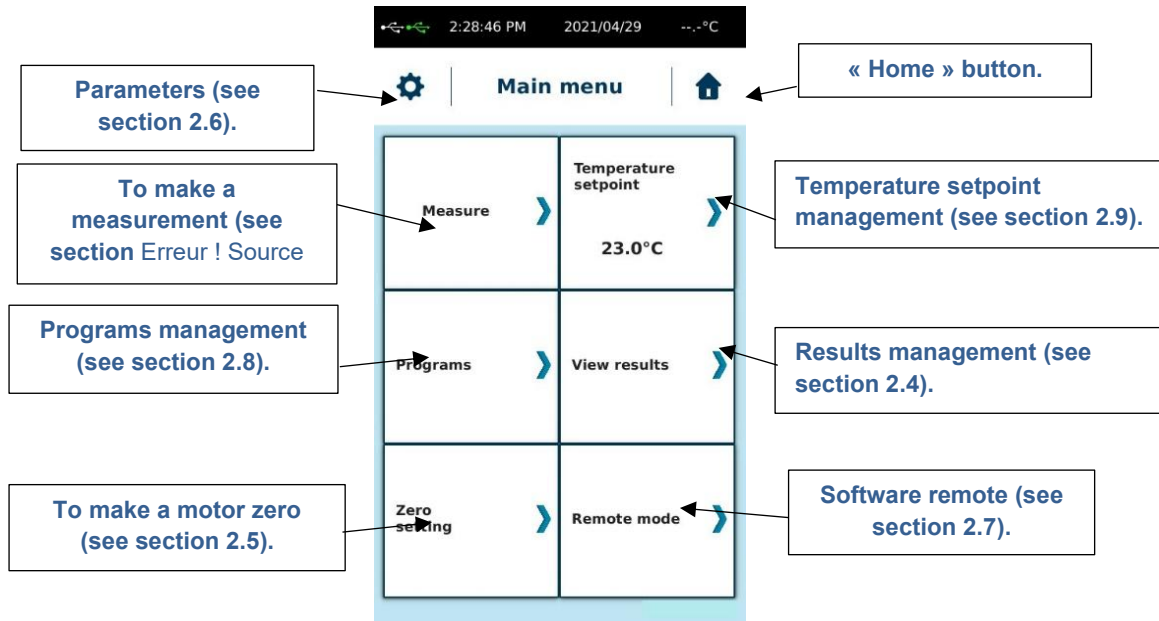 2:28:46 PM 2021/04/29 --.-°C
Main menu
« Home » button.
Parameters (see
section 2.6).
To make a
measurement (see
section Erreur ! Source
Measure
Temperature
setpoint
23.0°C
Temperature setpoint
management (see section 2.9).
Programs management
(see section 2.8).
Programs
View results
Results management (see
section 2.4).
To make a motor zero
(see section 2.5).
Zero
setting
Remote mode
Software remote (see
section 2.7).